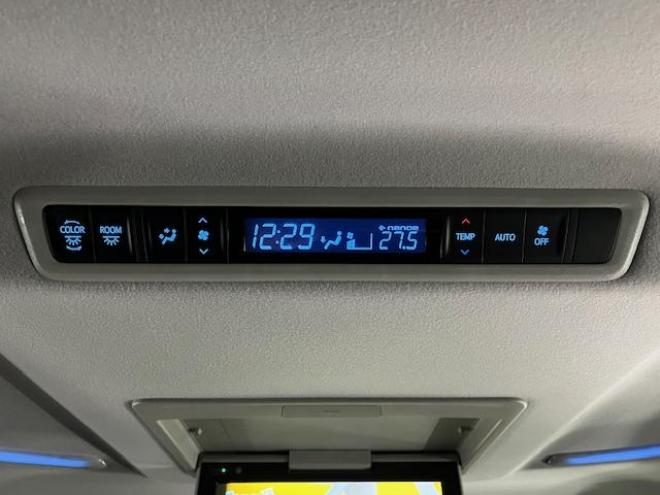 COLOR
ROOM
12:29
nanoe
27.5
TEMP
AUTO
OFF